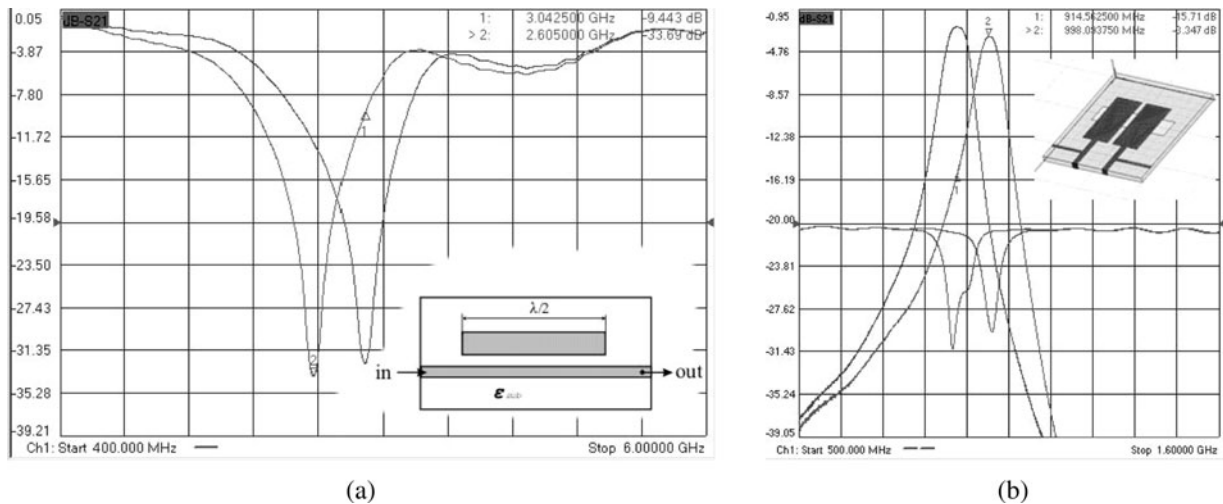 0.05
dB-S21
1: 3.042500 GHz -9.443 dB
> 2: 2.605000 GHz -33.69 dB
-3.87
-7.80
-11.72
-15.65
-19.58
-23.50
-27.43
-31.35
-35.28
-39.21
1
2
λ/2
in
out
ε sub
Ch1: Start 400.000 MHz
Stop 6.00000 GHz
(a)
-0.95
dB-S21
1: 914.562500 MHz -15.71 dB
> 2: 998.093750 MHz -3.347 dB
-4.76
-8.57
-12.38
-16.19
-20.00
-23.81
-27.62
-31.43
-35.24
-39.05
2
1
Ch1: Start 500.000 MHz
Stop 1.60000 GHz
(b)